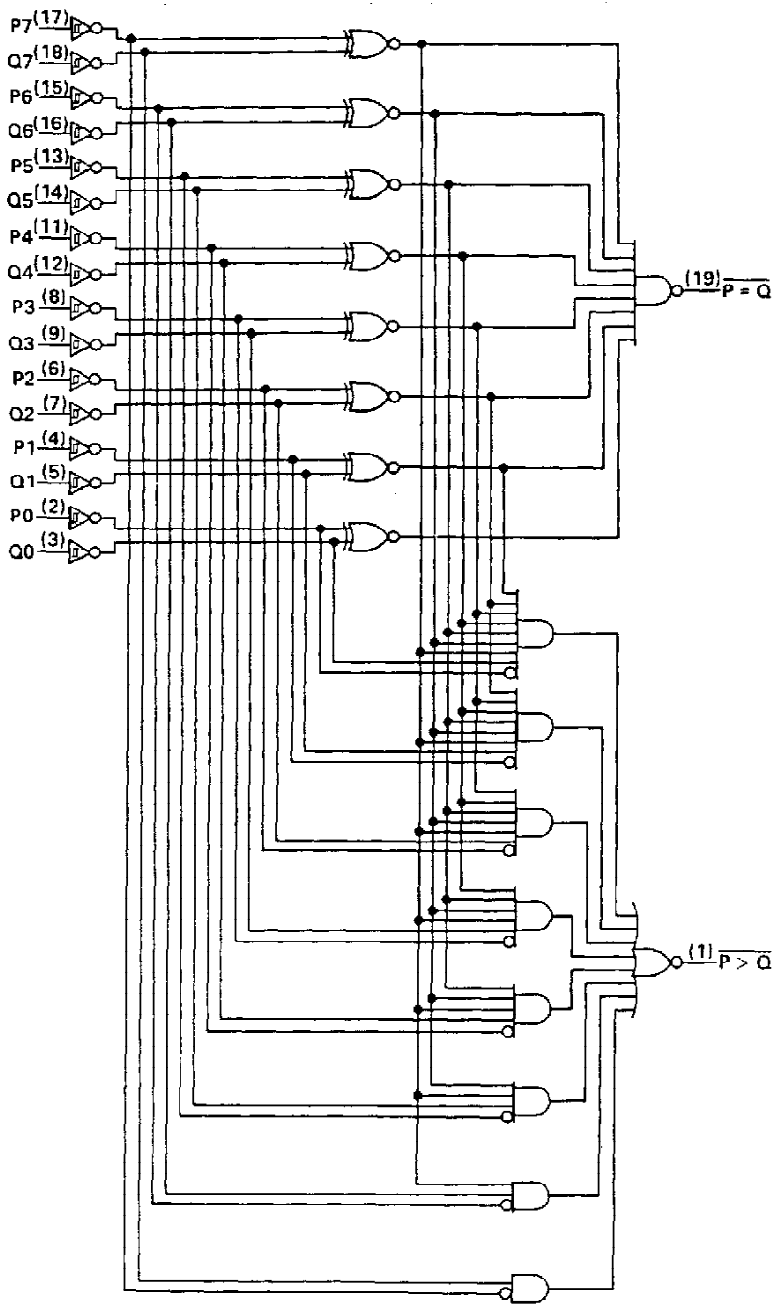 P7 (17)
Q7 (18)
P6 (15)
Q6 (16)
P5 (13)
Q5 (14)
P4 (11)
Q4 (12)
P3 (8)
Q3 (9)
P2 (6)
Q2 (7)
P1 (4)
Q1 (5)
P0 (2)
Q0 (3)
(19) P = Q
(1) P > Q